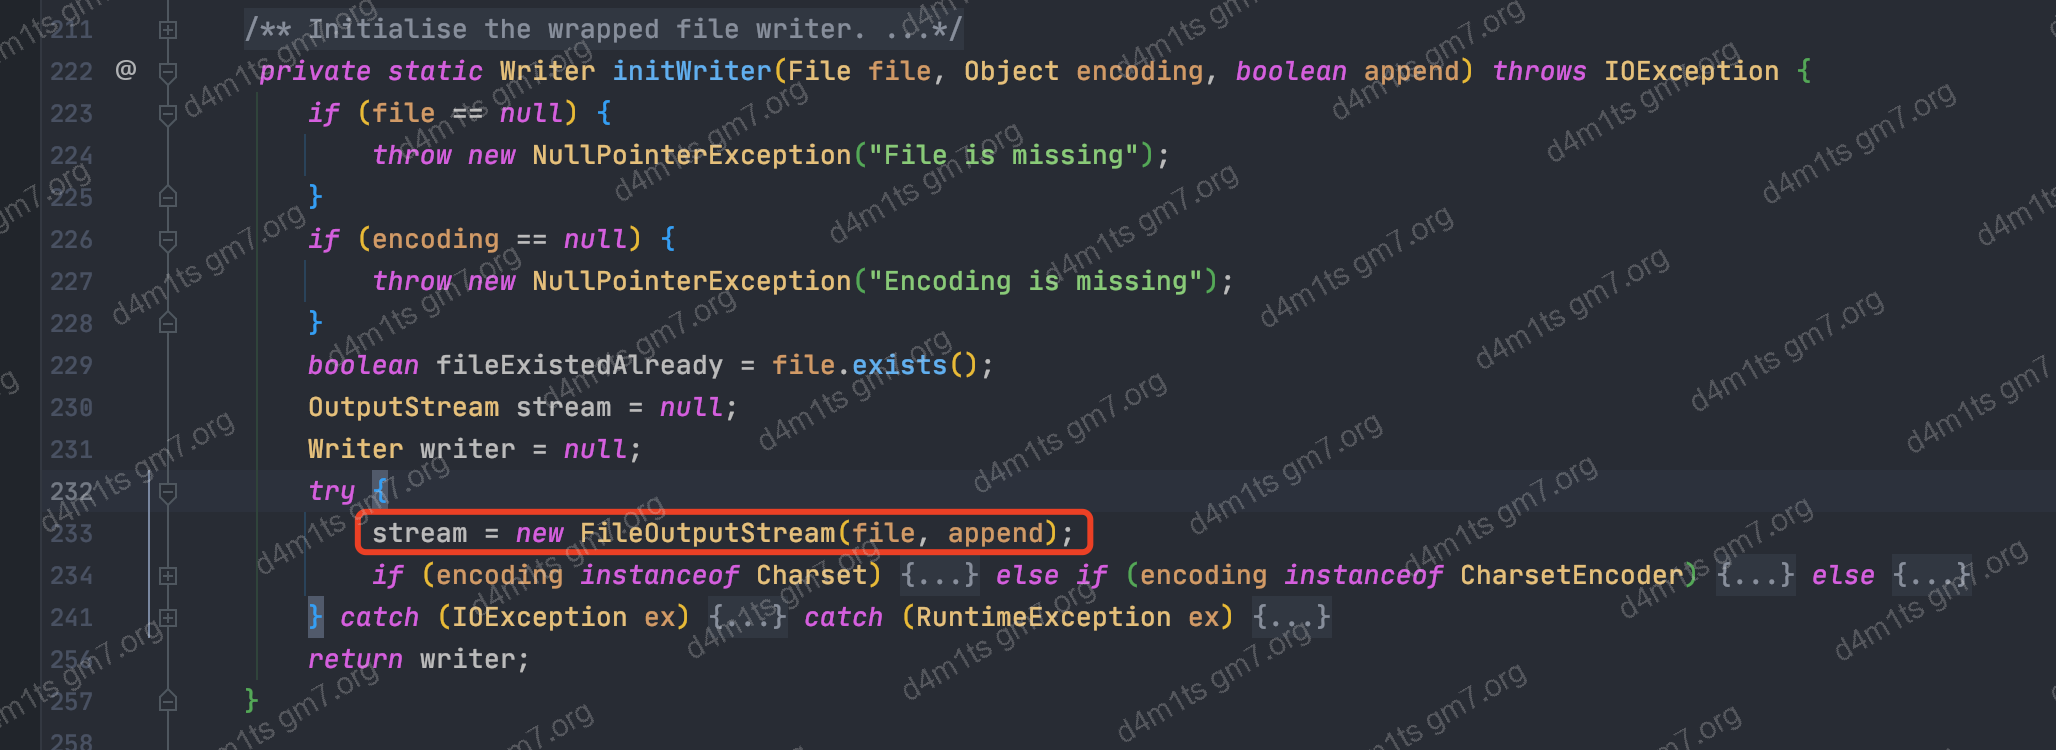 211 /** Initialise the wrapped file writer. ...*/
222 @ private static Writer initWriter(File file, Object encoding, boolean append) throws IOException {
223 if (file == null) {
224 throw new NullPointerException("File is missing");
225 }
226 if (encoding == null) {
227 throw new NullPointerException("Encoding is missing");
228 }
229 boolean fileExistedAlready = file.exists();
230 OutputStream stream = null;
231 Writer writer = null;
232 try {
233 stream = new FileOutputStream(file, append);
234 if (encoding instanceof Charset) {...} else if (encoding instanceof CharsetEncoder) {...} else {...}
241 } catch (IOException ex) {...} catch (RuntimeException ex) {...}
256 return writer;
257 }
258
d4m1ts gm7.org